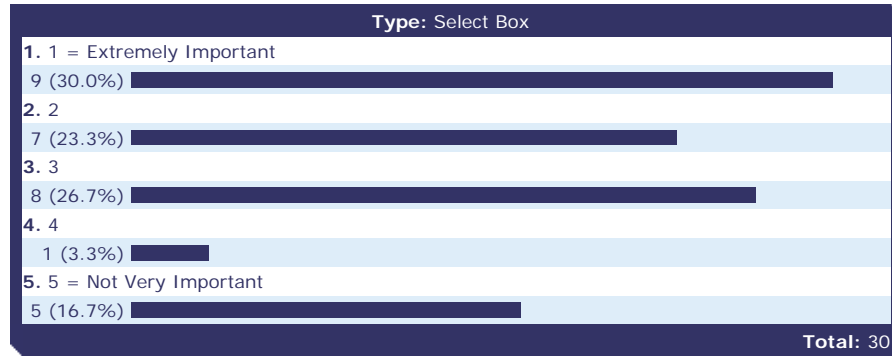 Type: Select Box
1. 1 = Extremely Important
9 (30.0%)
2. 2
7 (23.3%)
3. 3
8 (26.7%)
4. 4
1 (3.3%)
5. 5 = Not Very Important
5 (16.7%)
Total: 30